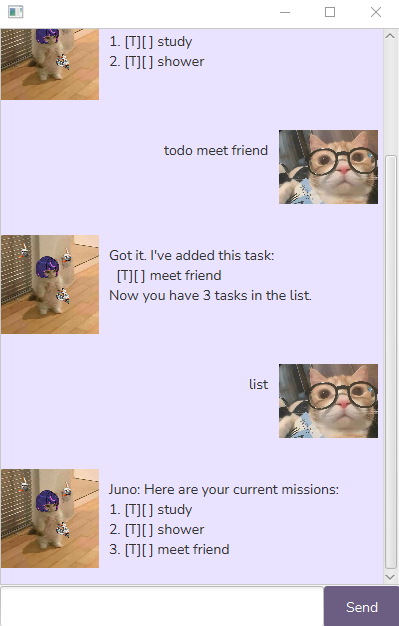 1. [T][ ] study
2. [T][ ] shower
todo meet friend
Got it. I've added this task:
[T][ ] meet friend
Now you have 3 tasks in the list.
list
Juno: Here are your current missions:
1. [T][ ] study
2. [T][ ] shower
3. [T][ ] meet friend
Send